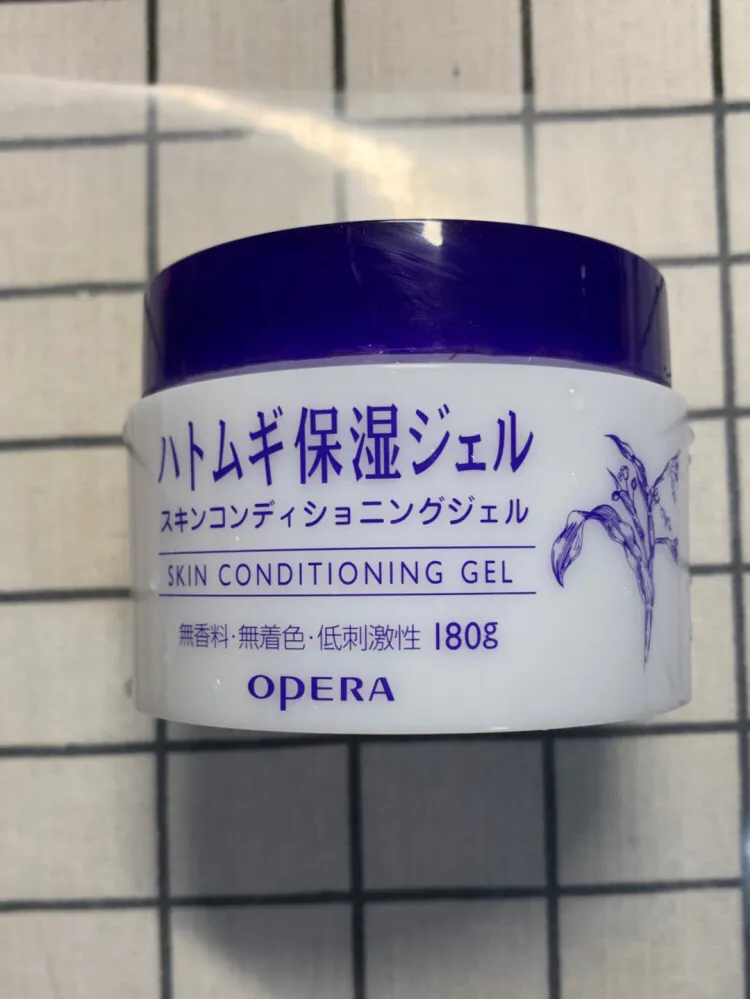 ハトムギ保湿ジェル
スキンコンディショニングジェル
SKIN CONDITIONING GEL
無香料・無着色・低刺激性 180g
OPERA